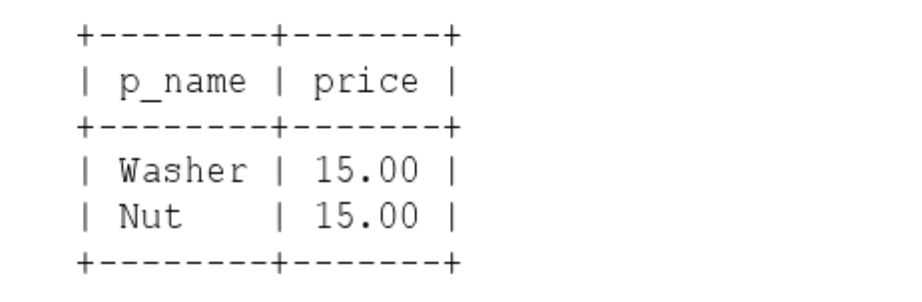 +--------+-------+
| p_name | price |
+--------+-------+
| Washer | 15.00 |
| Nut    | 15.00 |
+--------+-------+